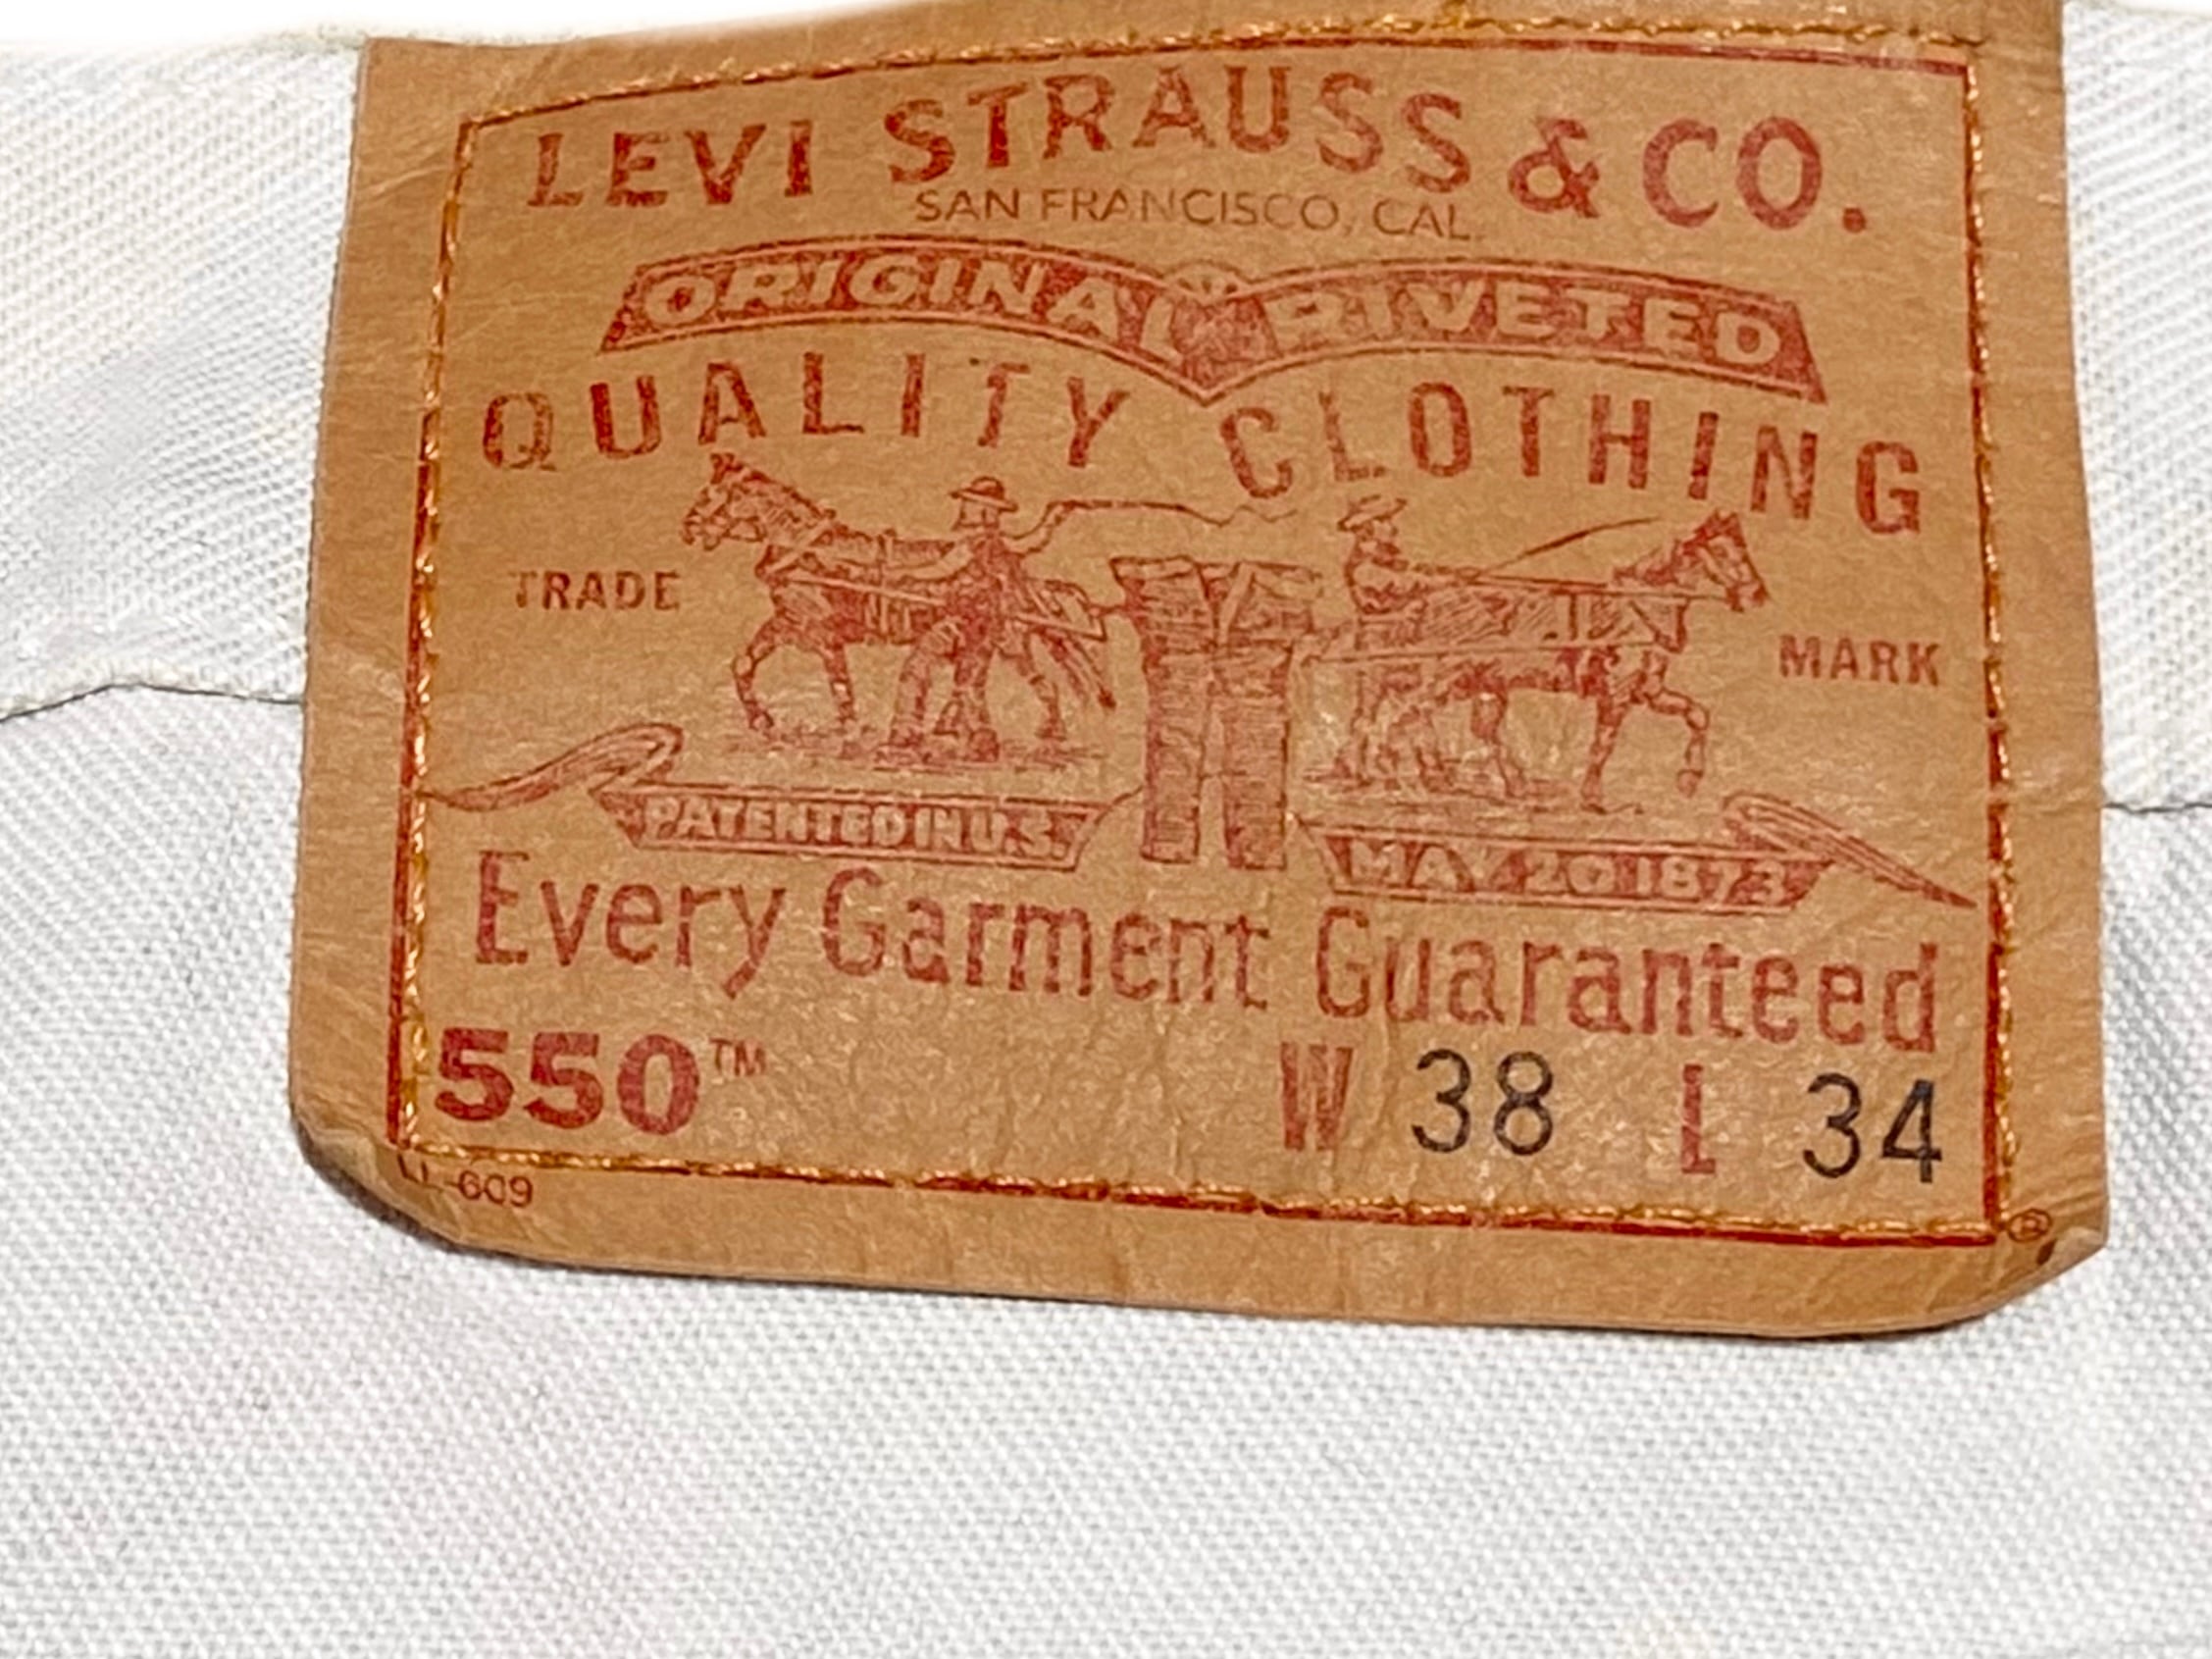 LEVI STRAUSS & CO.
SAN FRANCISCO, CAL.
ORIGINAL RIVETED
QUALITY CLOTHING
TRADE MARK
PATENTED IN U.S. MAY 20 1873
Every Garment Guaranteed
550™ W 38 L 34
®